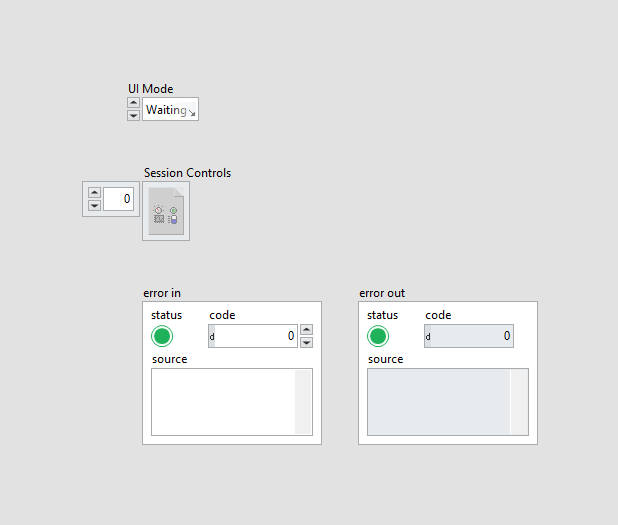 UI Mode
Waiting
Session Controls
0
error in
error out
status code
status code
d 0
d 0
source
source